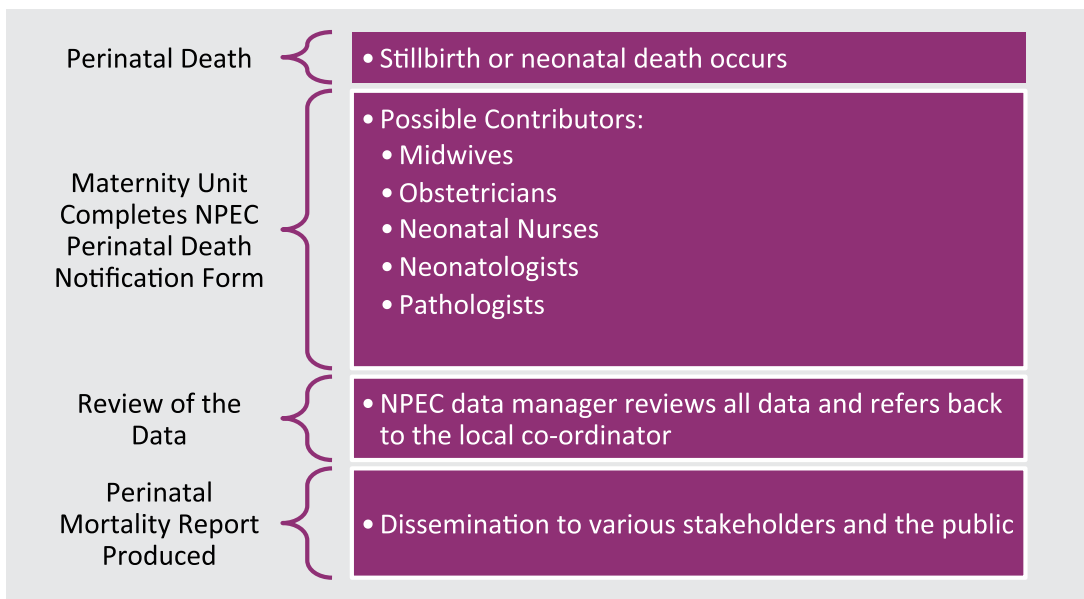 Perinatal Death
• Stillbirth or neonatal death occurs
Maternity Unit
Completes NPEC
Perinatal Death
Notification Form
• Possible Contributors:
• Midwives
• Obstetricians
• Neonatal Nurses
• Neonatologists
• Pathologists
Review of the
Data
• NPEC data manager reviews all data and refers back
to the local co-ordinator
Perinatal
Mortality Report
Produced
• Dissemination to various stakeholders and the public